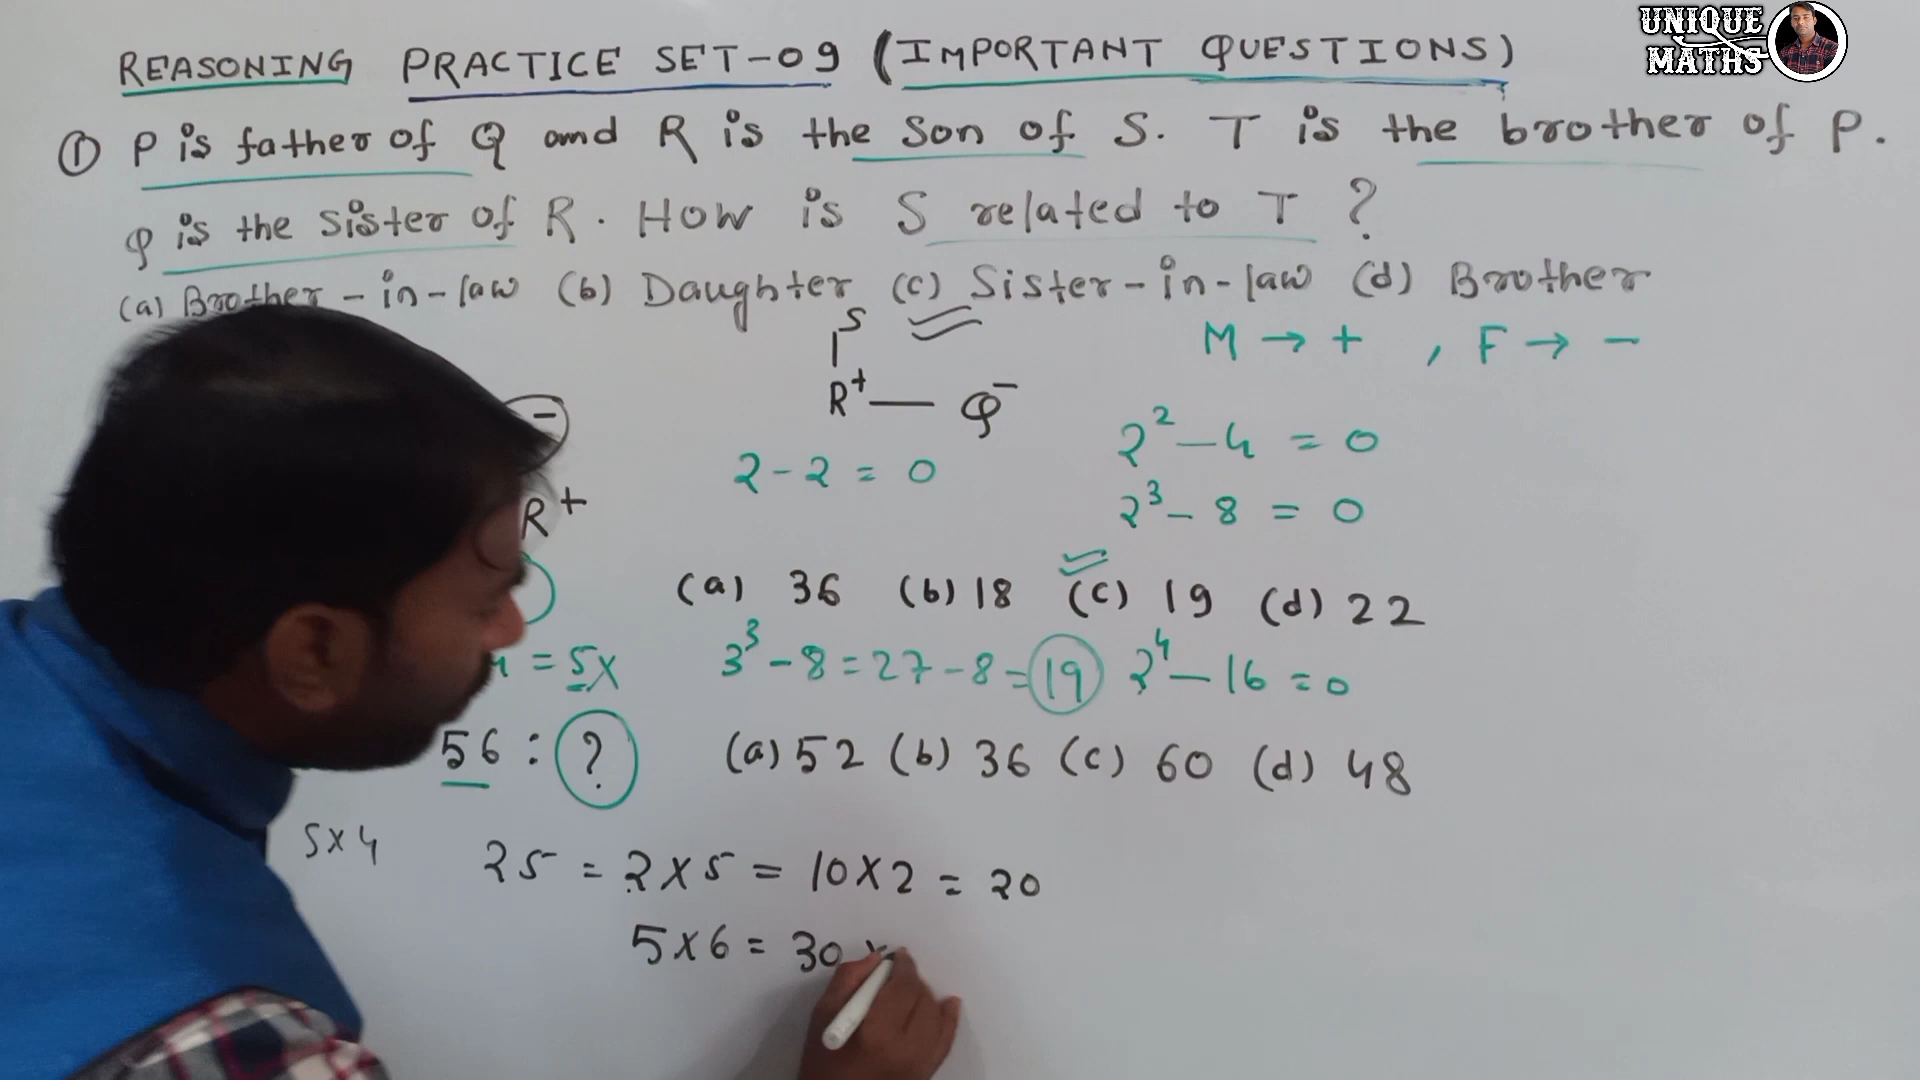 UNIQUE
MATHS
REASONING PRACTICE SET-09 (IMPORTANT QUESTIONS)
① P is father of Q and R is the son of S. T is the brother of P.
Q is the sister of R. How is S related to T ?
(a) Brother-in-law (b) Daughter (c) Sister-in-law (d) Brother
S
M → + , F → −
R⁺ — Q⁻
−
2² − 4 = 0
2 − 2 = 0
R⁺
2³ − 8 = 0
(a) 36 (b) 18 (c) 19 (d) 22
= 5x 3³ − 8 = 27 − 8 = 19 2⁴ − 16 = 0
56 : ? (a) 52 (b) 36 (c) 60 (d) 48
5×4
25 = 2×5 = 10×2 = 20
5×6 = 30 ×